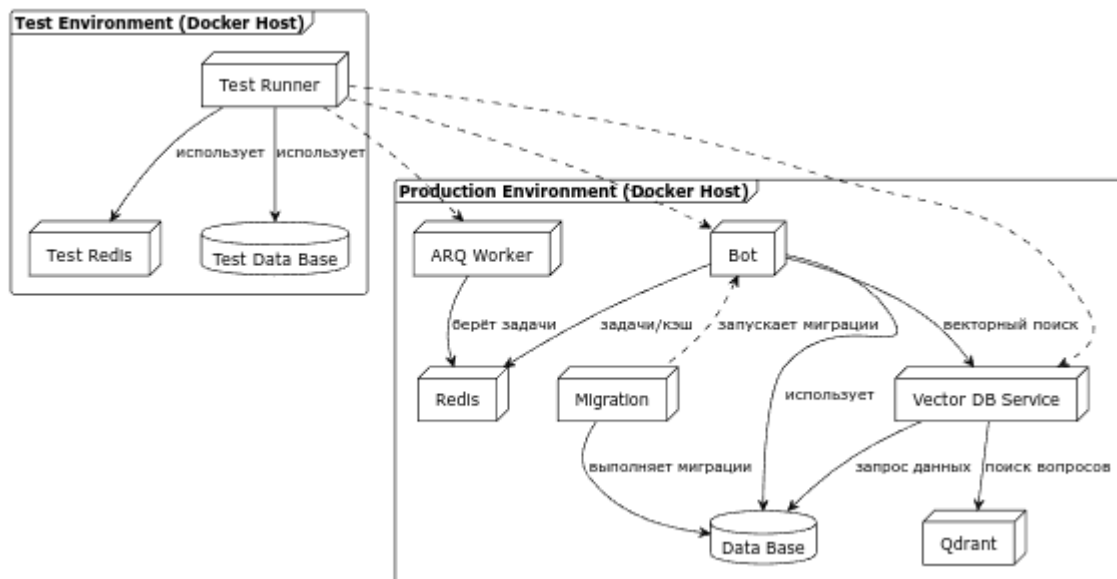 Test Environment (Docker Host)
Test Runner
использует
использует
Test Redis
Test Data Base
Production Environment (Docker Host)
ARQ Worker
Bot
берёт задачи
задачи/кэш
запускает миграции
векторный поиск
Redis
Migration
использует
Vector DB Service
выполняет миграции
запрос данных
поиск вопросов
Data Base
Qdrant